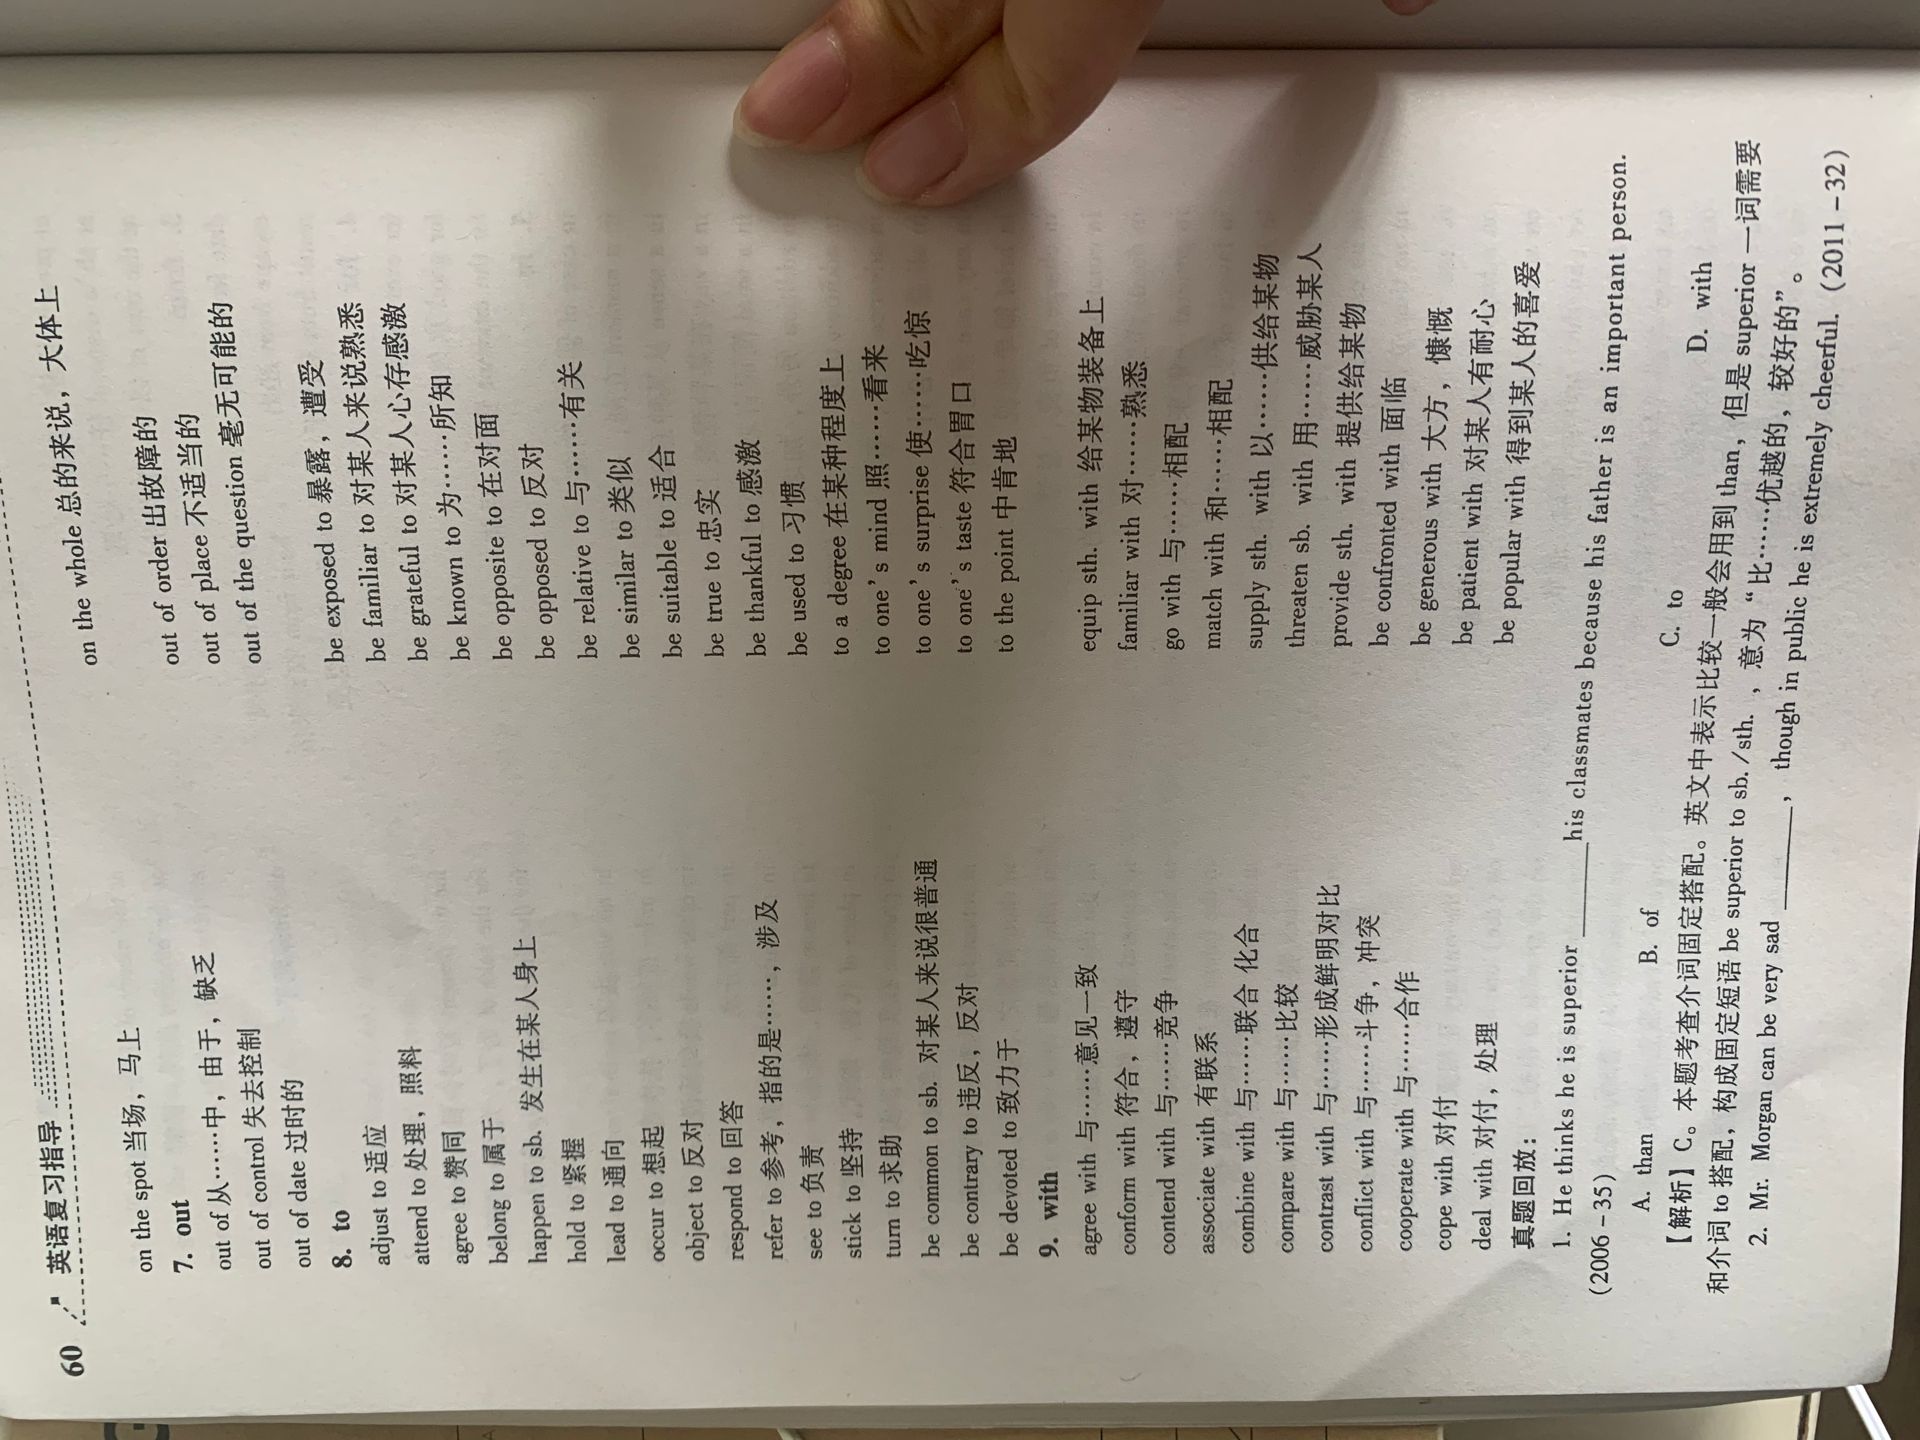 60 英语复习指导
on the spot 当场，马上
on the whole 总的来说，大体上
7. out
out of 从……中，由于，缺乏
out of control 失去控制
out of date 过时的
out of order 出故障的
out of place 不适当的
out of the question 毫无可能的
8. to
adjust to 适应
attend to 处理，照料
agree to 赞同
belong to 属于
happen to sb. 发生在某人身上
hold to 紧握
lead to 通向
occur to 想起
object to 反对
respond to 回答
refer to 参考，指的是……，涉及
see to 负责
stick to 坚持
turn to 求助
be common to sb. 对某人来说很普通
be contrary to 违反，反对
be devoted to 致力于
be exposed to 暴露，遭受
be familiar to 对某人来说熟悉
be grateful to 对某人心存感激
be known to 为……所知
be opposite to 在对面
be opposed to 反对
be relative to 与……有关
be similar to 类似
be suitable to 适合
be true to 忠实
be thankful to 感激
be used to 习惯
to a degree 在某种程度上
to one's mind 照……看来
to one's surprise 使……吃惊
to one's taste 符合胃口
to the point 中肯地
9. with
agree with 与……意见一致
conform with 符合，遵守
contend with 与……竞争
associate with 有联系
combine with 与……联合 化合
compare with 与……比较
contrast with 与……形成鲜明对比
conflict with 与……斗争，冲突
cooperate with 与……合作
cope with 对付
deal with 对付，处理
equip sth. with 给某物装备上
familiar with 对……熟悉
go with 与……相配
match with 和……相配
supply sth. with 以……供给某物
threaten sb. with 用……威胁某人
provide sth. with 提供给某物
be confronted with 面临
be generous with 大方，慷慨
be patient with 对某人有耐心
be popular with 得到某人的喜爱
真题回放：
1. He thinks he is superior ______his classmates because his father is an important person.
(2006-35)
A. than B. of C. to D. with
【解析】C。本题考查介词固定搭配。英文中表示比较一般会用到 than，但是 superior 一词需要
和介词 to 搭配，构成固定短语 be superior to sb./sth.，意为“比……优越的，较好的”。
2. Mr. Morgan can be very sad ______, though in public he is extremely cheerful. (2011-32)